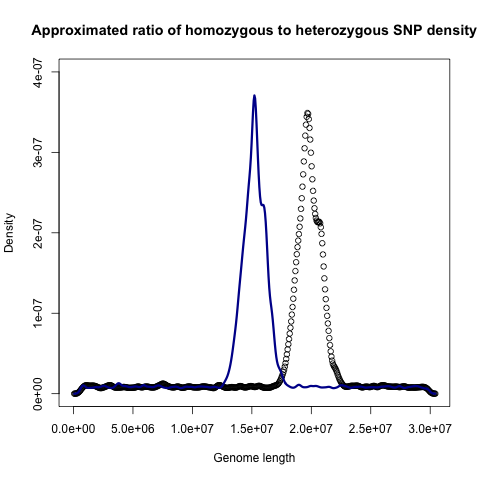 Approximated ratio of homozygous to heterozygous SNP density
4e-07
3e-07
2e-07
1e-07
0e+00
Density
0.0e+00 5.0e+06 1.0e+07 1.5e+07 2.0e+07 2.5e+07 3.0e+07
Genome length